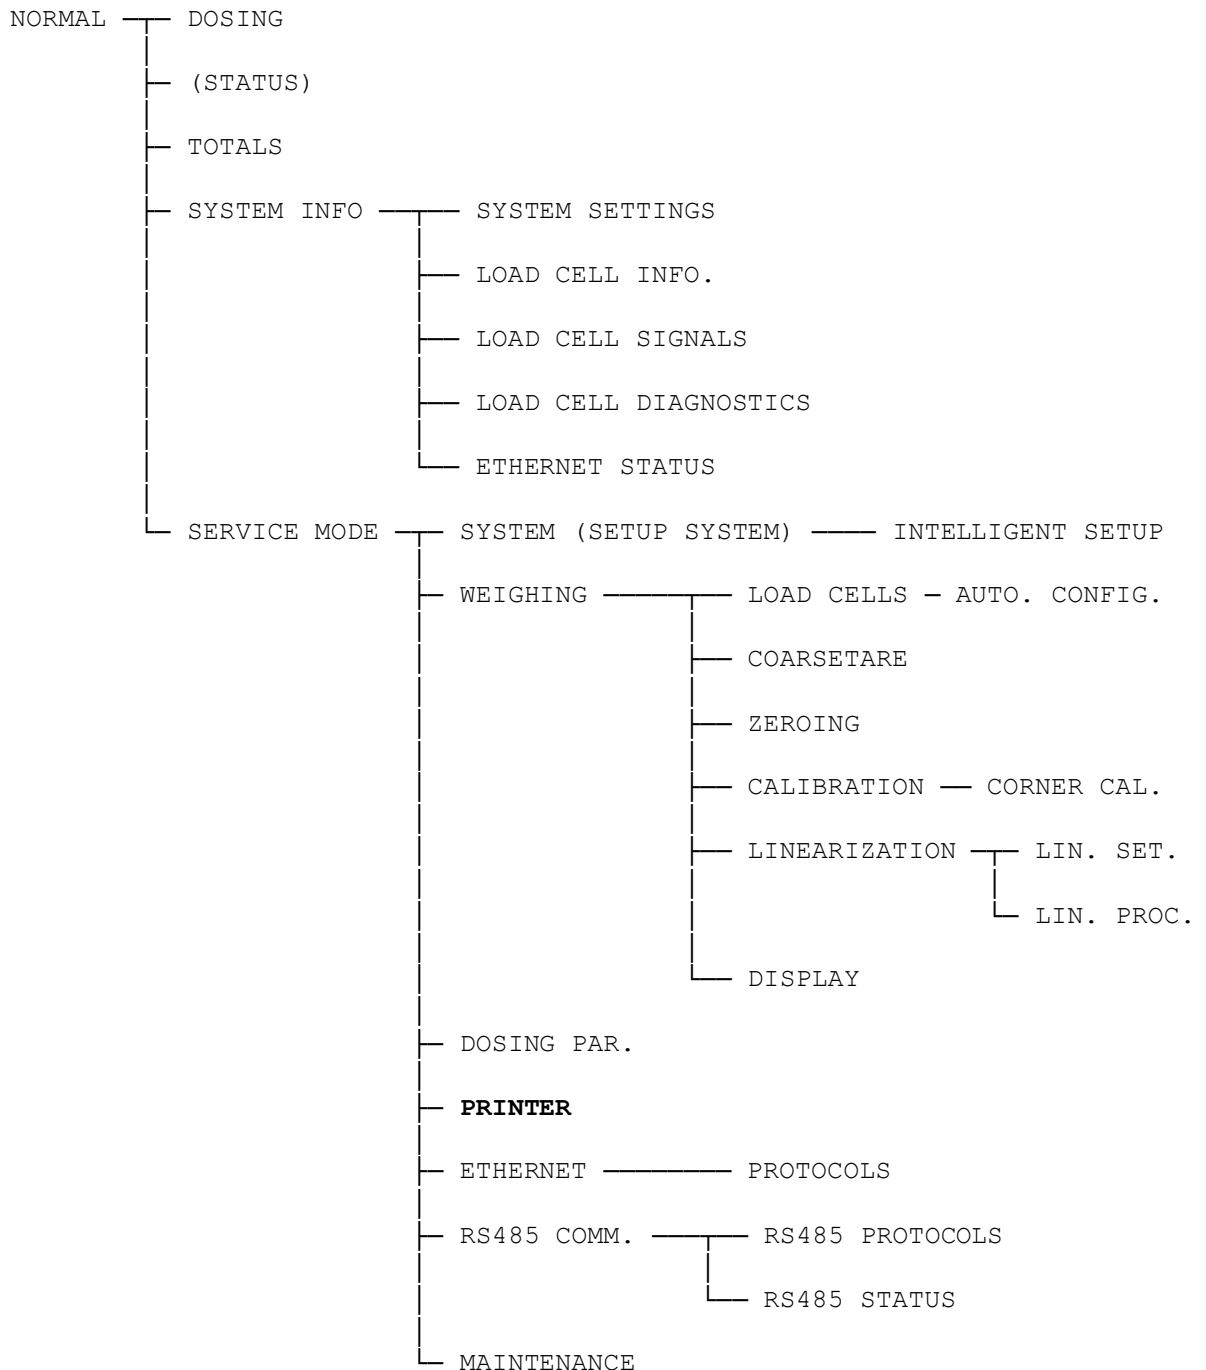 NORMAL DOSING
(STATUS)
TOTALS
SYSTEM INFO SYSTEM SETTINGS
LOAD CELL INFO.
LOAD CELL SIGNALS
LOAD CELL DIAGNOSTICS
ETHERNET STATUS
SERVICE MODE SYSTEM (SETUP SYSTEM) INTELLIGENT SETUP
WEIGHING LOAD CELLS AUTO. CONFIG.
COARSETARE
ZEROING
CALIBRATION CORNER CAL.
LINEARIZATION LIN. SET.
LIN. PROC.
DISPLAY
DOSING PAR.
PRINTER
ETHERNET PROTOCOLS
RS485 COMM. RS485 PROTOCOLS
RS485 STATUS
MAINTENANCE